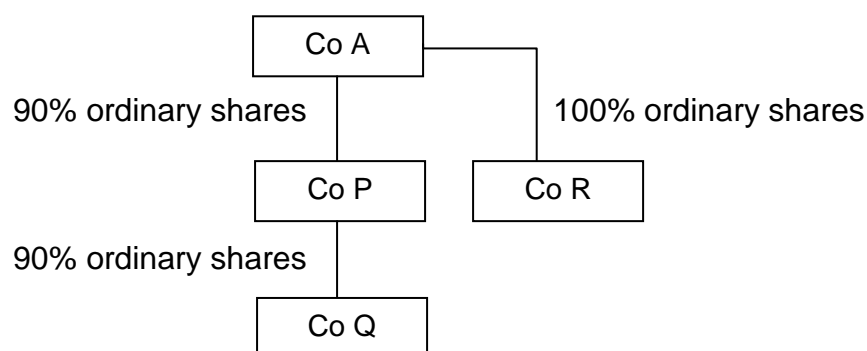 Co A
90% ordinary shares
100% ordinary shares
Co P
Co R
90% ordinary shares
Co Q